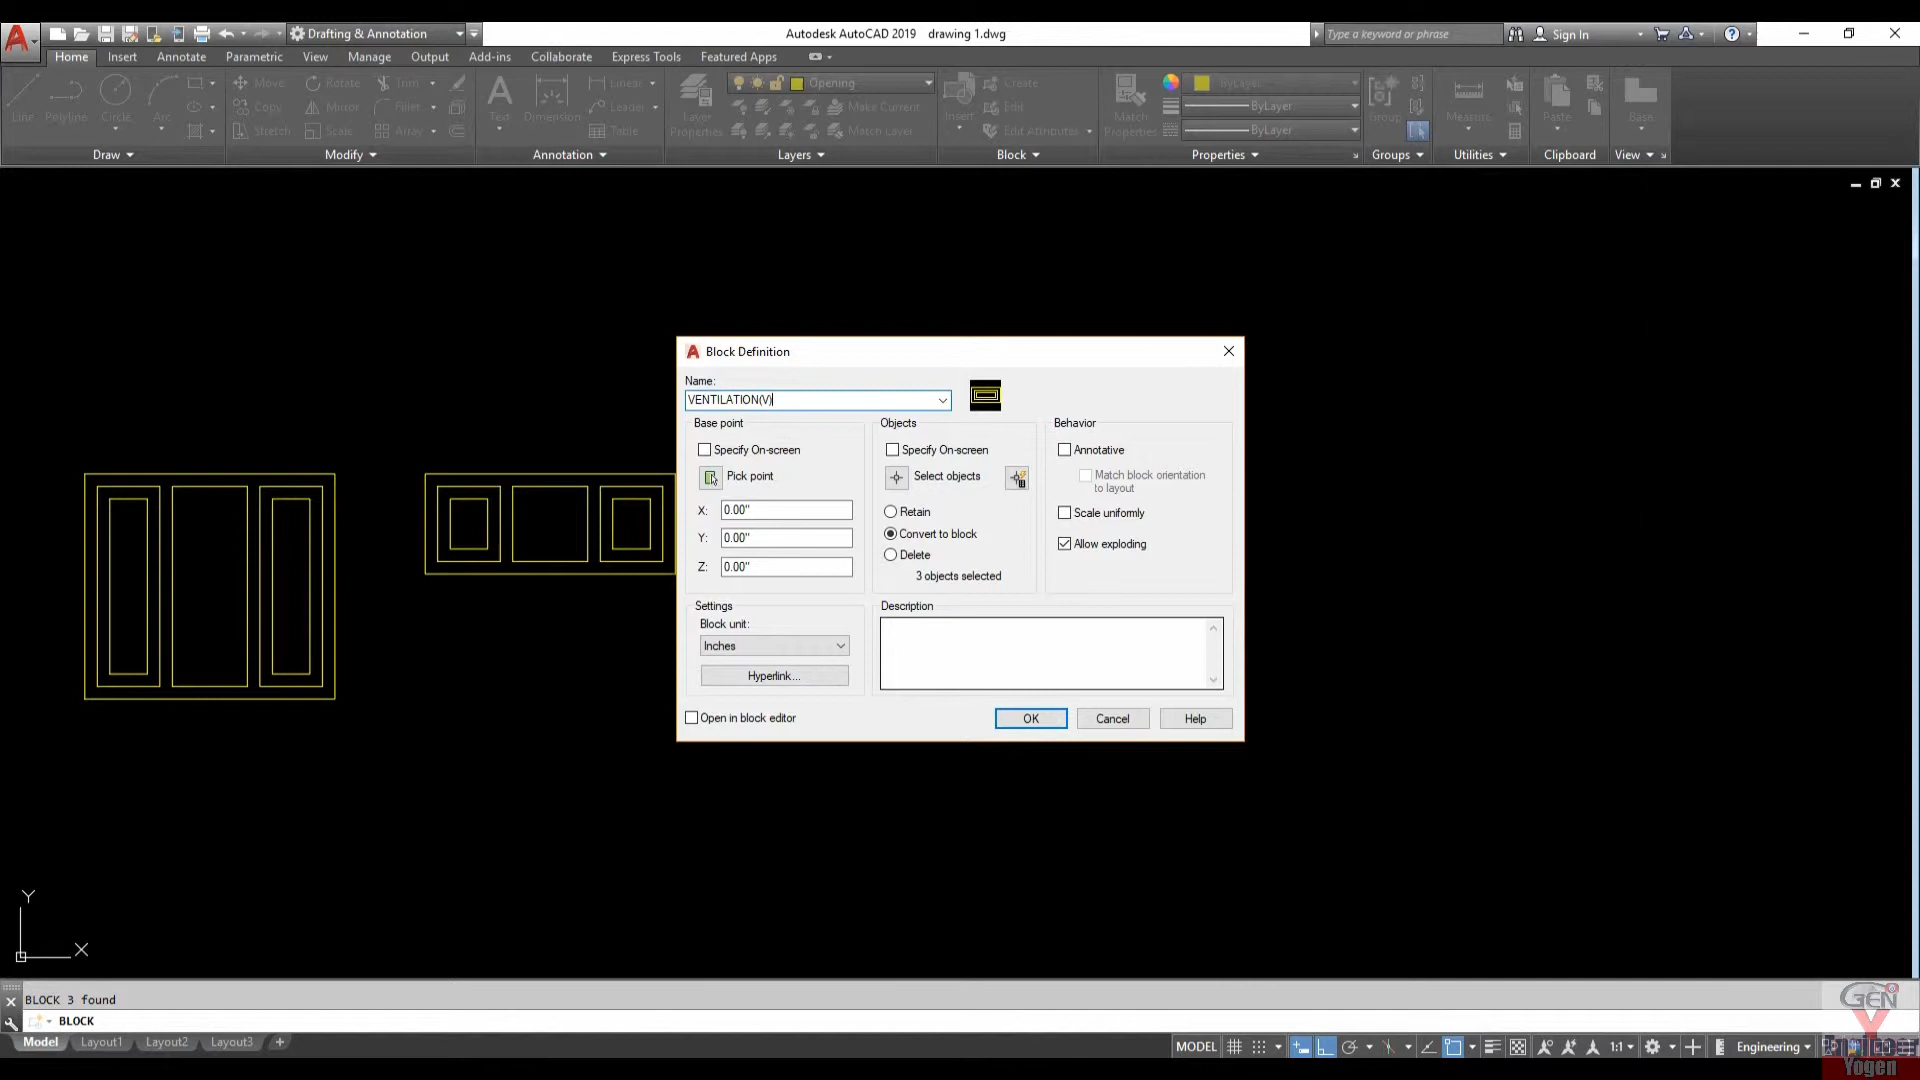 Drafting & Annotation
Autodesk AutoCAD 2019 drawing 1.dwg
Type a keyword or phrase
Sign In
Home Insert Annotate Parametric View Manage Output Add-ins Collaborate Express Tools Featured Apps
Line Polyline Circle Arc
Move Rotate Trim
Copy Mirror Fillet
Stretch Scale Array
Text Dimension
Linear
Leader
Table
Layer Properties
Opening
Make Current
Match Layer
Insert
Create
Edit
Edit Attributes
Match Properties
ByLayer
ByLayer
ByLayer
Group
Measure
Paste
Base
Draw Modify Annotation Layers Block Properties Groups Utilities Clipboard View
Block Definition
Name:
VENTILATION(V)
Base point
Specify On-screen
Pick point
X: 0.00"
Y: 0.00"
Z: 0.00"
Objects
Specify On-screen
Select objects
Retain
Convert to block
Delete
3 objects selected
Behavior
Annotative
Match block orientation
to layout
Scale uniformly
Allow exploding
Settings
Block unit:
Inches
Hyperlink...
Description
Open in block editor
OK Cancel Help
Y
X
BLOCK 3 found
BLOCK
Model Layout1 Layout2 Layout3
MODEL 1:1 Engineering
GEN
Y
Yogen